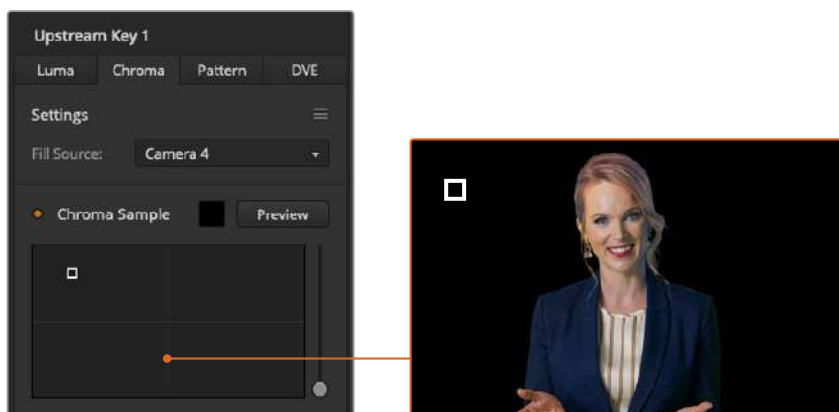 Upstream Key 1
Luma Chroma Pattern DVE
Settings
Fill Source: Camera 4
Chroma Sample Preview